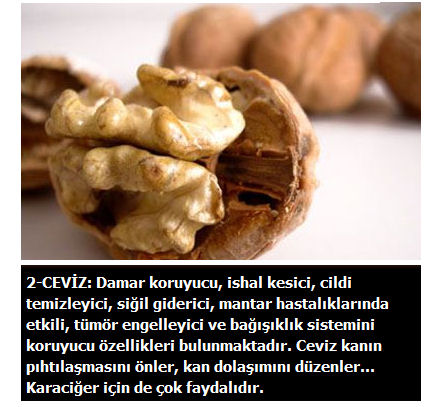 2-CEVİZ: Damar koruyucu, ishal kesici, cildi
temizleyici, siğil giderici, mantar hastalıklarında
etkili, tümör engelleyici ve bağışıklık sistemini
koruyucu özellikleri bulunmaktadır. Ceviz kanın
pıhtılaşmasını önler, kan dolaşımını düzenler...
Karaciğer için de çok faydalıdır.